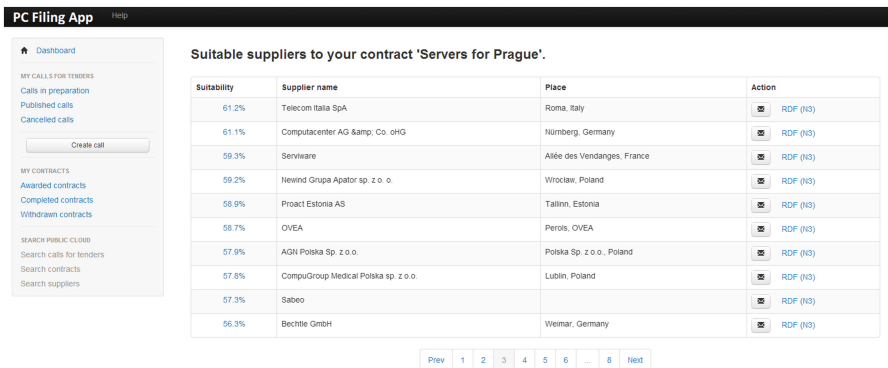 PC Filing App Help
Dashboard
MY CALLS FOR TENDERS
Calls in preparation
Published calls
Cancelled calls
Create call
MY CONTRACTS
Awarded contracts
Completed contracts
Withdrawn contracts
SEARCH PUBLIC CLOUD
Search calls for tenders
Search contracts
Search suppliers
Suitable suppliers to your contract 'Servers for Prague'.
Suitability Supplier name Place Action
61.2% Telecom Italia SpA Roma, Italy RDF (N3)
61.1% Computacenter AG &amp; Co. oHG Nürnberg, Germany RDF (N3)
59.3% Serviware Allée des Vendanges, France RDF (N3)
59.2% Newind Grupa Apator sp. z o. o. Wrocław, Poland RDF (N3)
58.9% Proact Estonia AS Tallinn, Estonia RDF (N3)
58.7% OVEA Perols, OVEA RDF (N3)
57.9% AGN Polska Sp. z o.o. Polska Sp. z o.o., Poland RDF (N3)
57.8% CompuGroup Medical Polska sp. z o.o. Lublin, Poland RDF (N3)
57.3% Sabeo RDF (N3)
56.3% Bechtle GmbH Weimar, Germany RDF (N3)
Prev 1 2 3 4 5 6 ... 8 Next